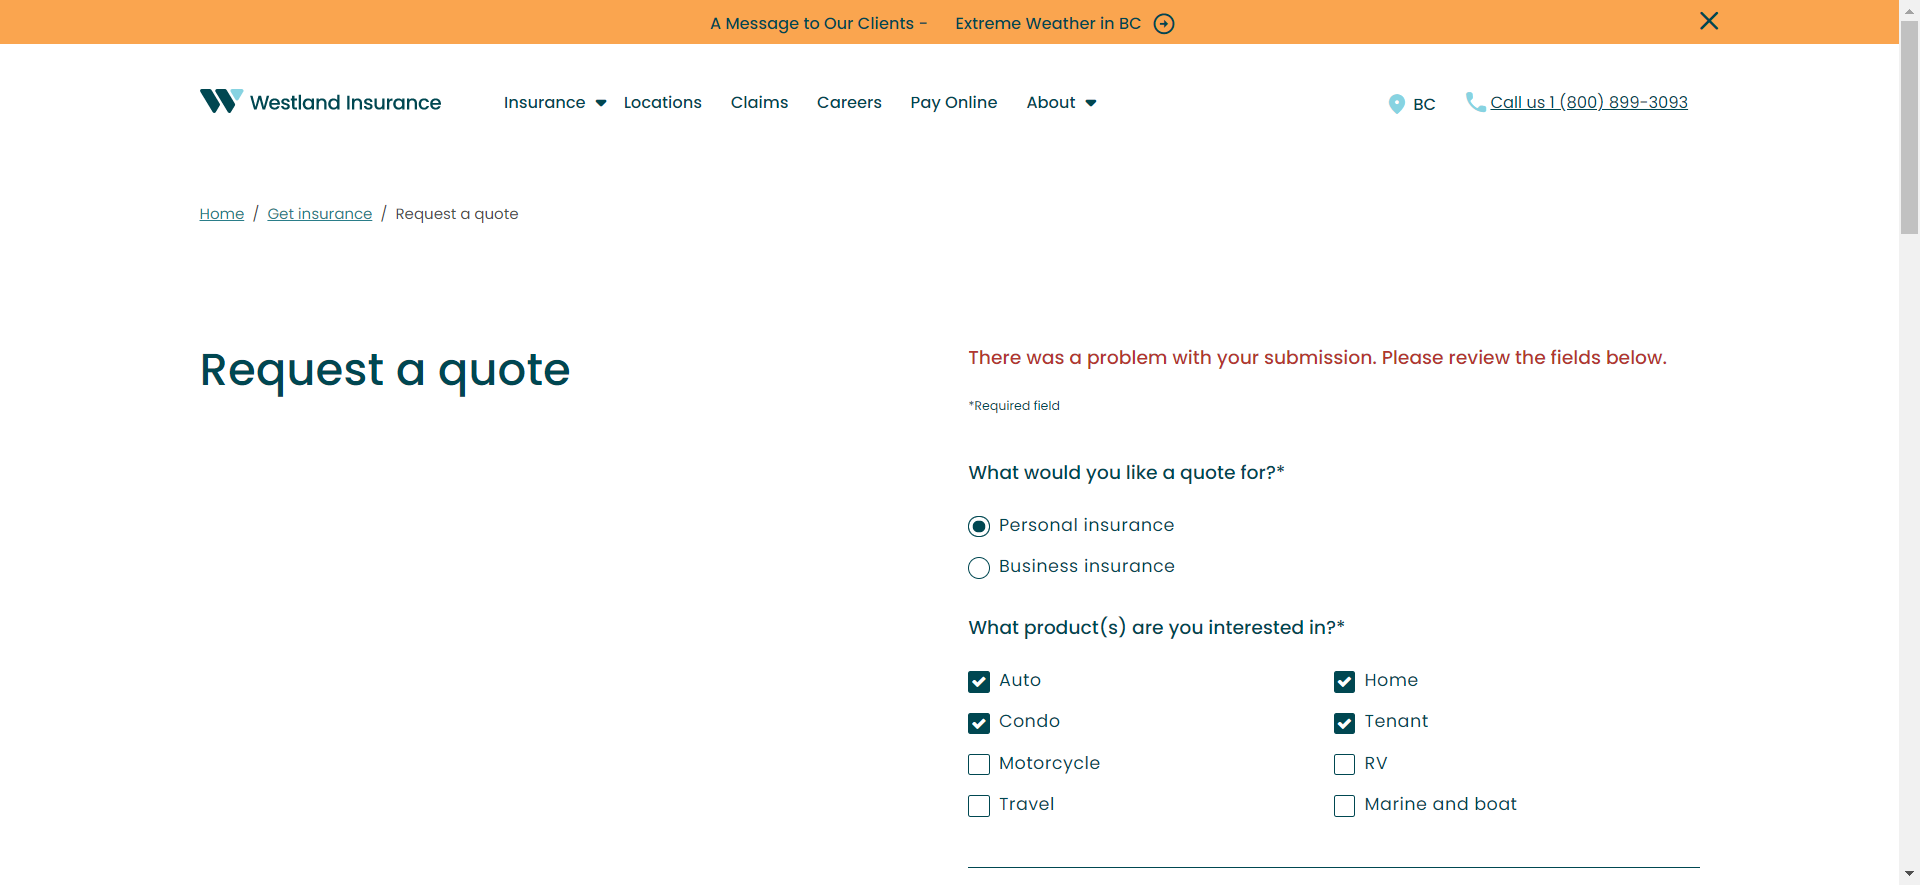 A Message to Our Clients - Extreme Weather in BC
Westland Insurance
Insurance Locations Claims Careers Pay Online About
BC Call us 1 (800) 899-3093
Home / Get insurance / Request a quote
Request a quote
There was a problem with your submission. Please review the fields below.
*Required field
What would you like a quote for?*
Personal insurance
Business insurance
What product(s) are you interested in?*
Auto Home
Condo Tenant
Motorcycle RV
Travel Marine and boat